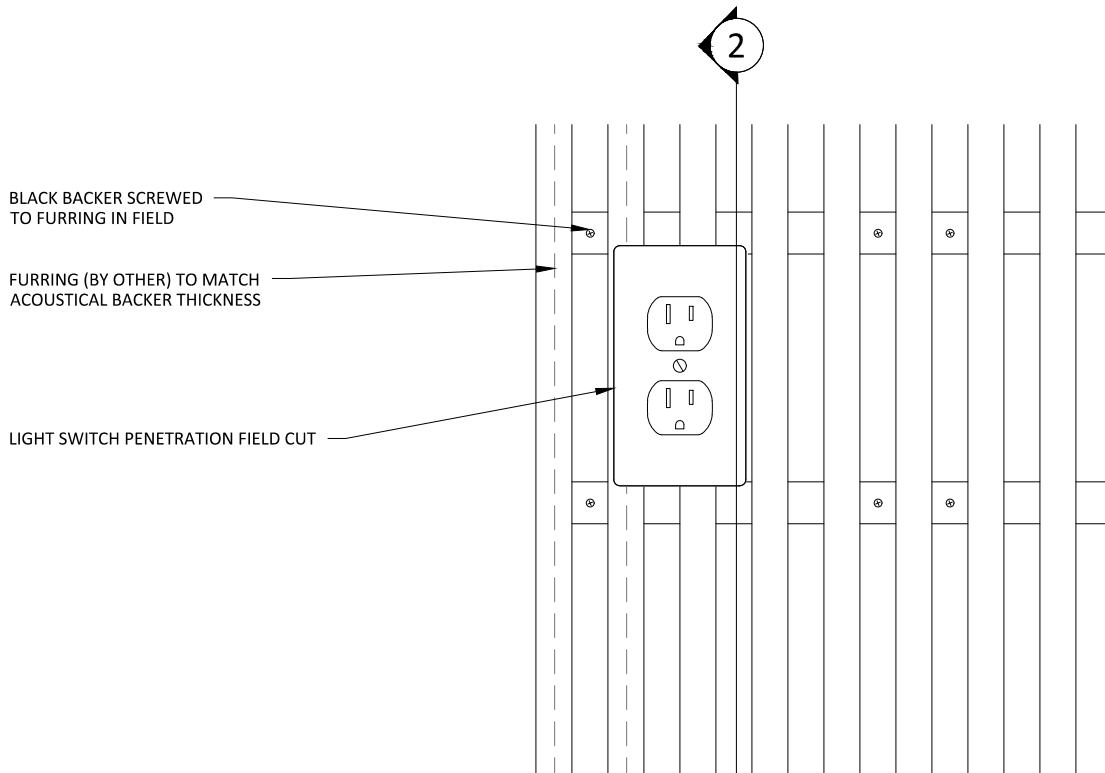 2
BLACK BACKER SCREWED
TO FURRING IN FIELD
FURRING (BY OTHER) TO MATCH
ACOUSTICAL BACKER THICKNESS
LIGHT SWITCH PENETRATION FIELD CUT